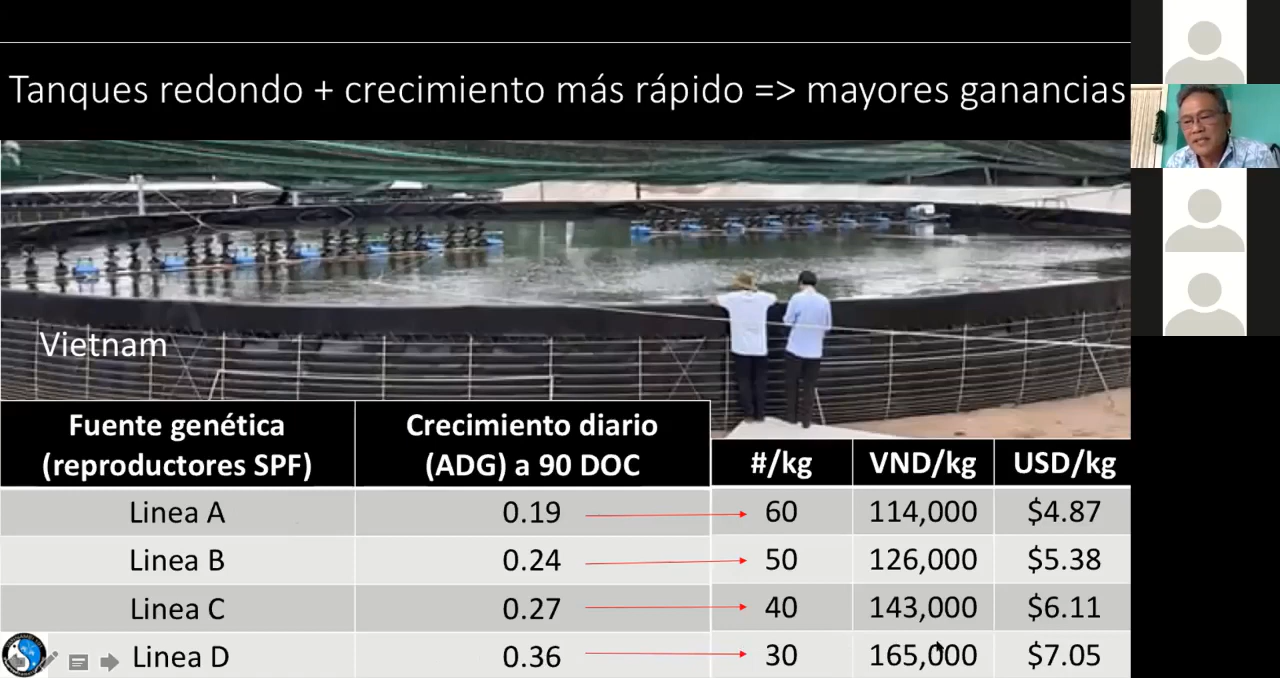 Tanques redondo + crecimiento más rápido => mayores ganancias
Vietnam
Fuente genética
(reproductores SPF)
Crecimiento diario
(ADG) a 90 DOC
#/kg
VND/kg
USD/kg
Linea A 0.19 60 114,000 $4.87
Linea B 0.24 50 126,000 $5.38
Linea C 0.27 40 143,000 $6.11
Linea D 0.36 30 165,000 $7.05